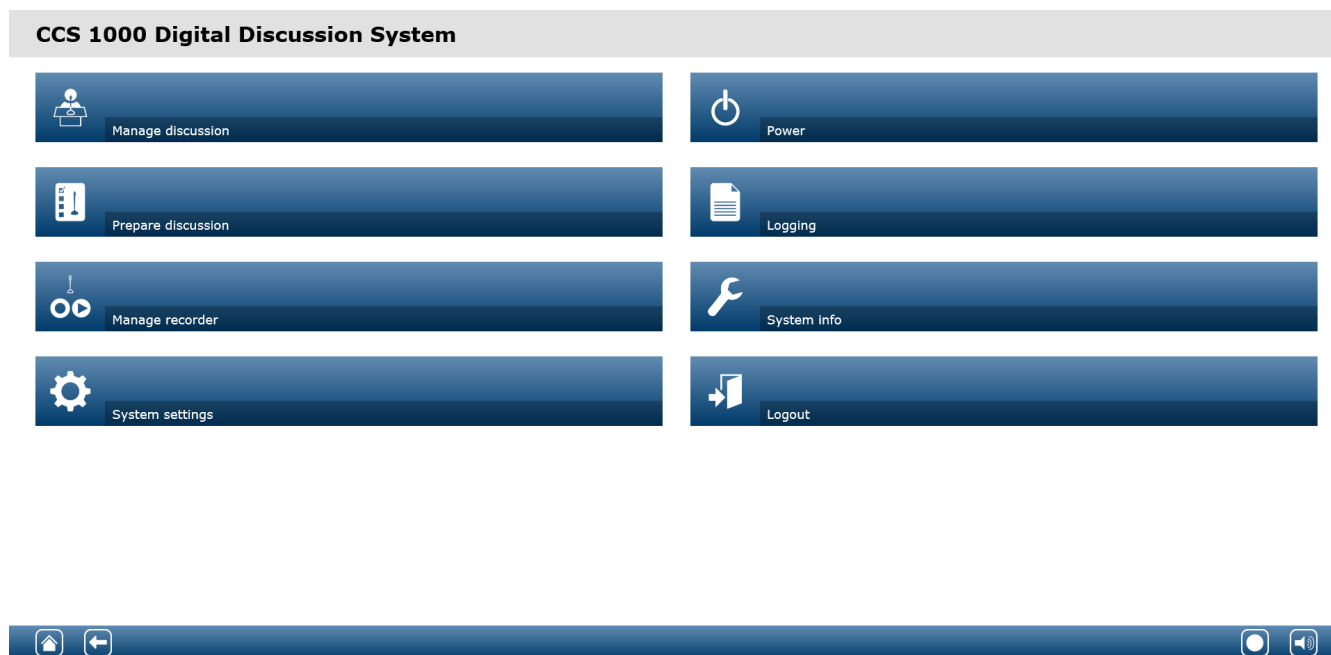 CCS 1000 Digital Discussion System
Manage discussion
Power
Prepare discussion
Logging
Manage recorder
System info
System settings
Logout